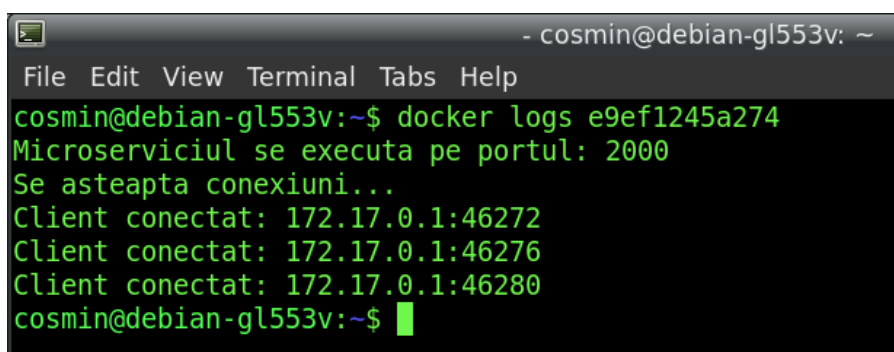 - cosmin@debian-gl553v: ~
File Edit View Terminal Tabs Help
cosmin@debian-gl553v:~$ docker logs e9ef1245a274
Microserviciul se executa pe portul: 2000
Se asteapta conexiuni...
Client conectat: 172.17.0.1:46272
Client conectat: 172.17.0.1:46276
Client conectat: 172.17.0.1:46280
cosmin@debian-gl553v:~$